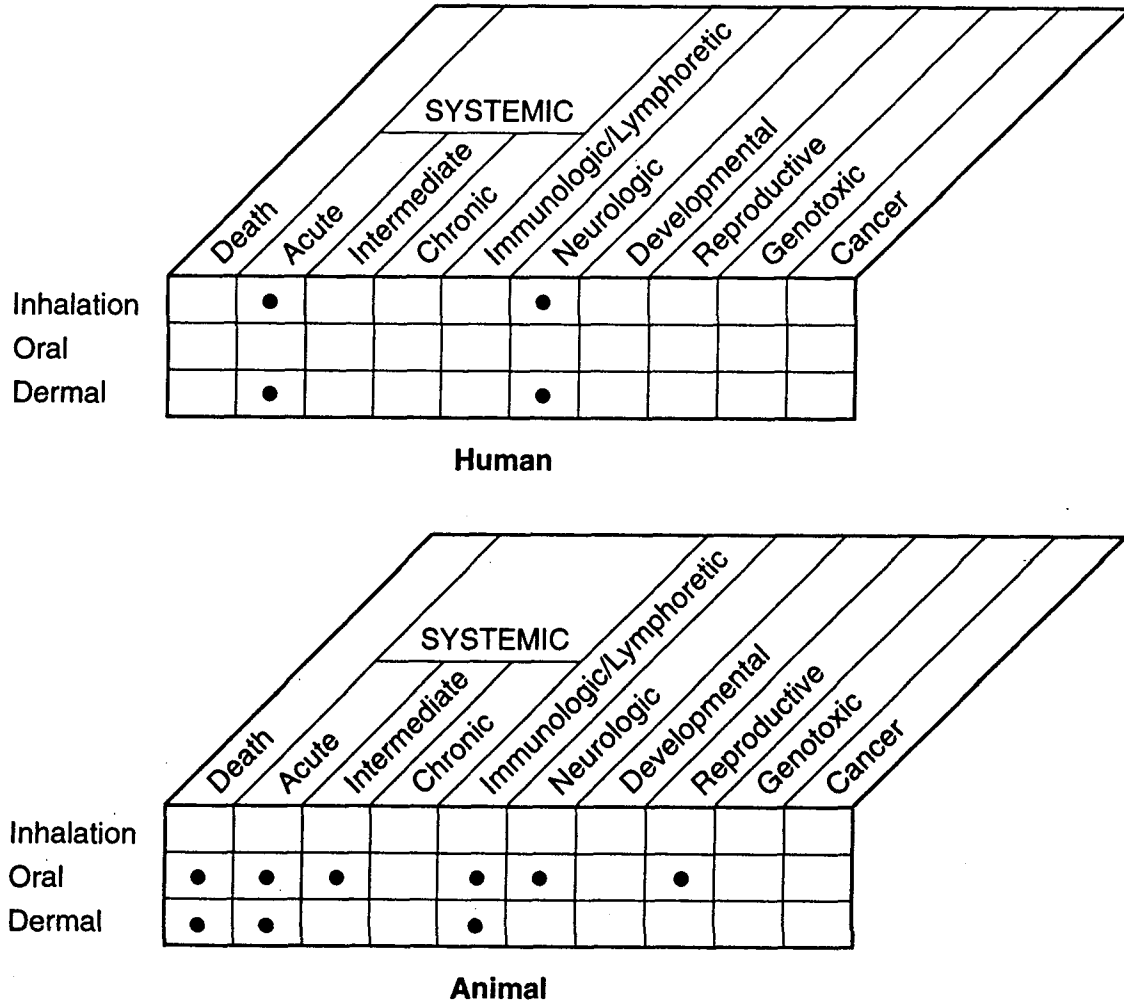 SYSTEMIC
Death
Acute
Intermediate
Chronic
Immunologic/Lymphoretic
Neurologic
Developmental
Reproductive
Genotoxic
Cancer
Inhalation
Oral
Dermal
Human
SYSTEMIC
Death
Acute
Intermediate
Chronic
Immunologic/Lymphoretic
Neurologic
Developmental
Reproductive
Genotoxic
Cancer
Inhalation
Oral
Dermal
Animal